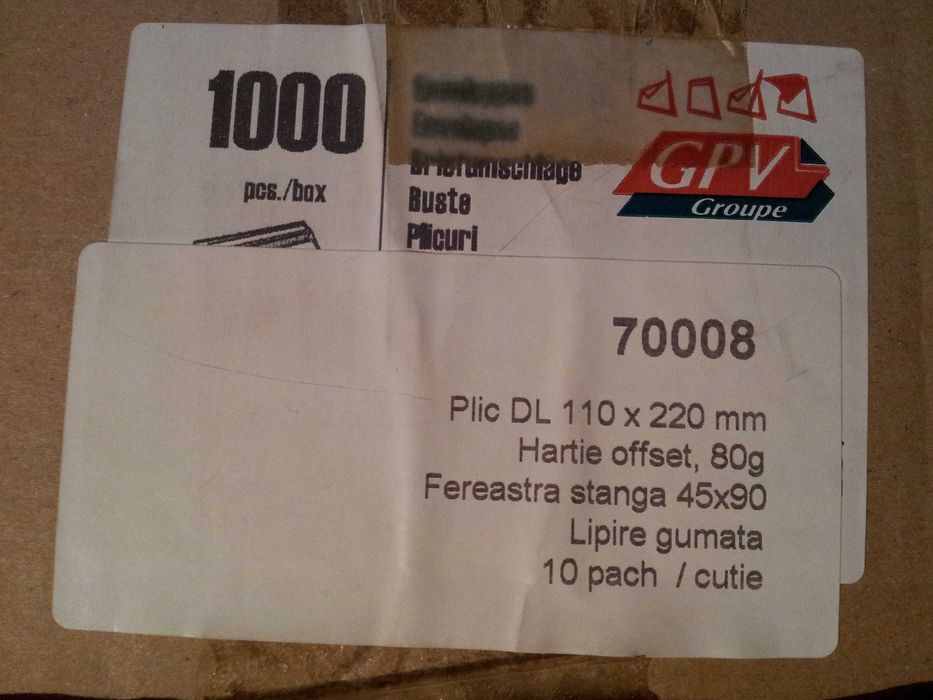 1000
pcs./box
Briefumschläge
Buste
Plicuri
GPV
Groupe
70008
Plic DL 110 x 220 mm
Hartie offset, 80g
Fereastra stanga 45x90
Lipire gumata
10 pach / cutie